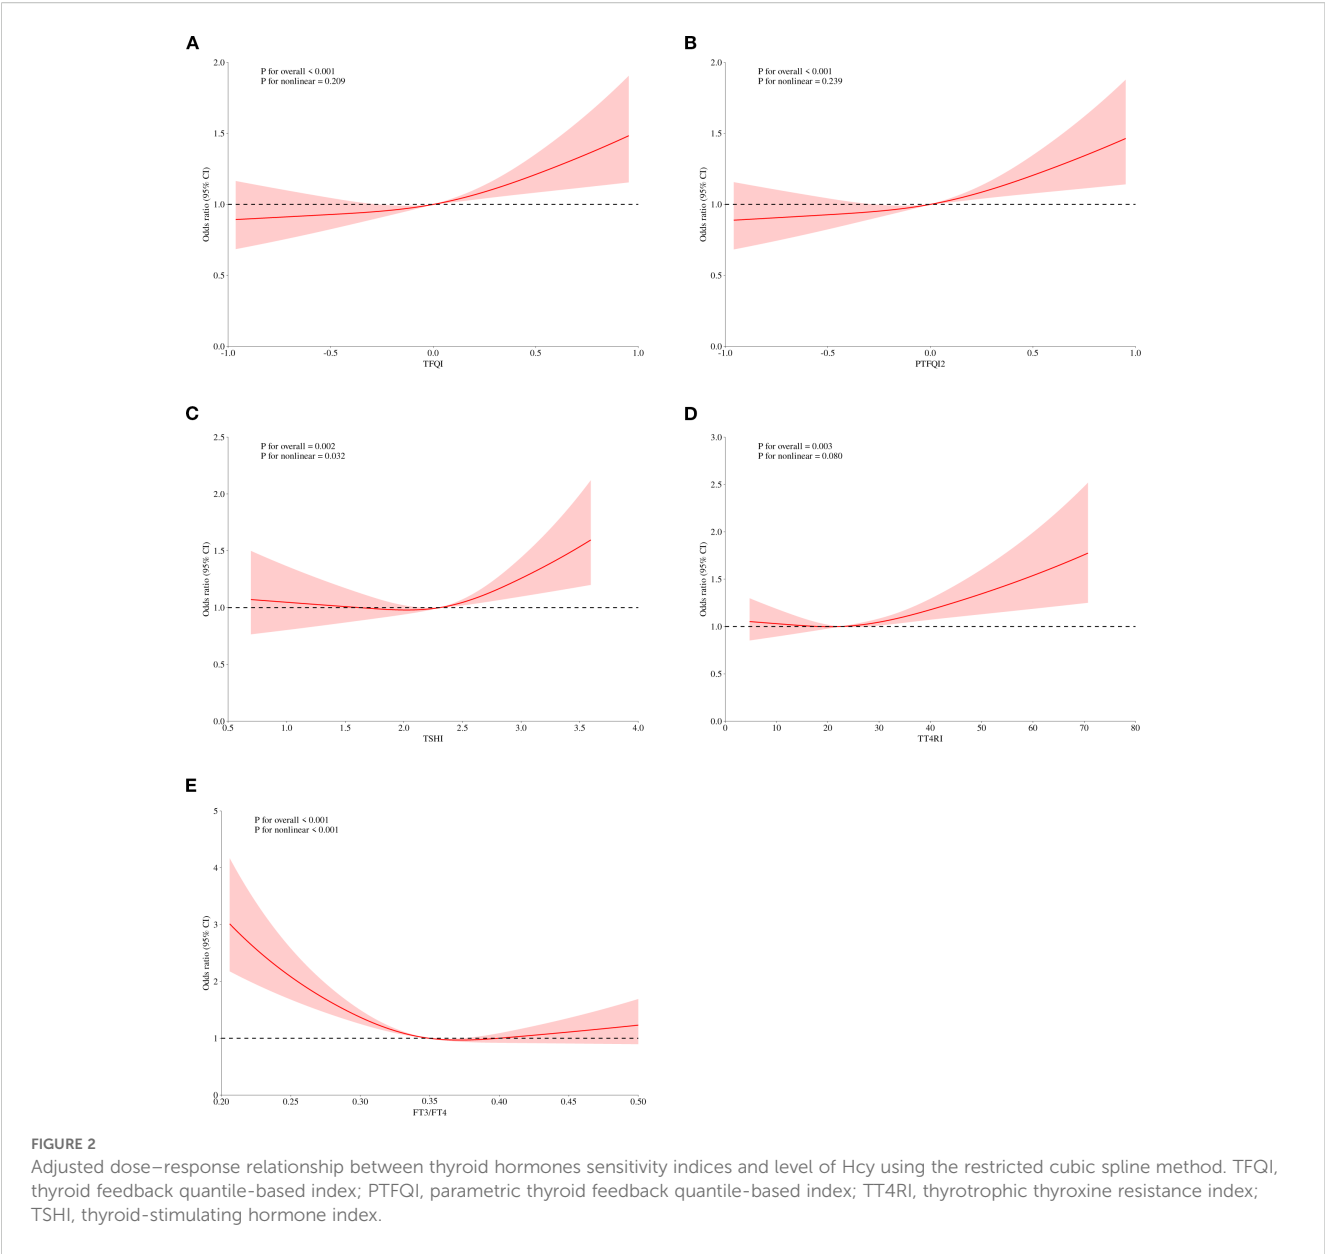 A
P for overall < 0.001
P for nonlinear = 0.209
2.0
1.5
1.0
0.5
0.0
Odds ratio (95% CI)
-1.0 -0.5 0.0 0.5 1.0
TFQI
B
P for overall < 0.001
P for nonlinear = 0.239
2.0
1.5
1.0
0.5
0.0
Odds ratio (95% CI)
-1.0 -0.5 0.0 0.5 1.0
PTFQI2
C
P for overall = 0.002
P for nonlinear = 0.032
2.5
2.0
1.5
1.0
0.5
0.0
Odds ratio (95% CI)
0.5 1.0 1.5 2.0 2.5 3.0 3.5 4.0
TSHI
D
P for overall = 0.003
P for nonlinear = 0.080
3.0
2.5
2.0
1.5
1.0
0.5
0.0
Odds ratio (95% CI)
0 10 20 30 40 50 60 70 80
TT4RI
E
P for overall < 0.001
P for nonlinear < 0.001
5
4
3
2
1
0
Odds ratio (95% CI)
0.20 0.25 0.30 0.35 0.40 0.45 0.50
FT3/FT4
FIGURE 2
Adjusted dose–response relationship between thyroid hormones sensitivity indices and level of Hcy using the restricted cubic spline method. TFQI,
thyroid feedback quantile-based index; PTFQI, parametric thyroid feedback quantile-based index; TT4RI, thyrotrophic thyroxine resistance index;
TSHI, thyroid-stimulating hormone index.